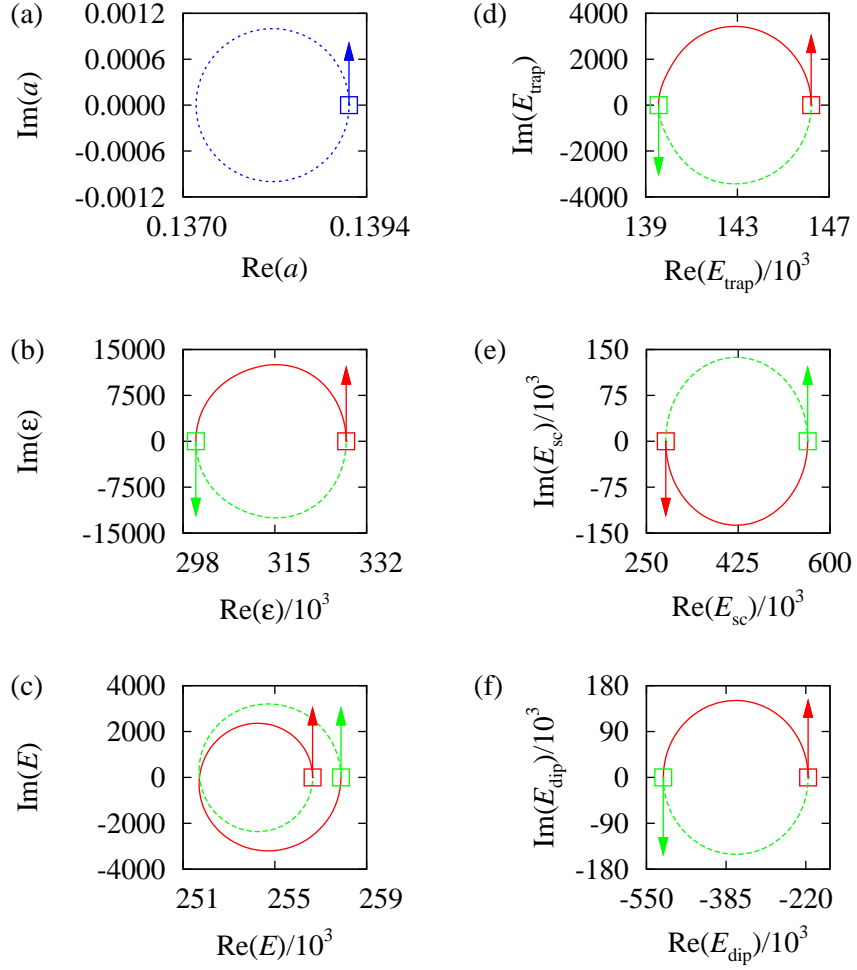 (a)
Im(a)
0.0012
0.0006
0.0000
-0.0006
-0.0012
0.1370
0.1394
Re(a)
(b)
Im(ε)
15000
7500
0
-7500
-15000
298
315
332
Re(ε)/10³
(c)
Im(E)
4000
2000
0
-2000
-4000
251
255
259
Re(E)/10³
(d)
Im(E_trap)
4000
2000
0
2000
4000
139
143
147
Re(E_trap)/10³
(e)
Im(E_sc)/10³
150
75
0
-75
-150
250
425
600
Re(E_sc)/10³
(f)
Im(E_dip)/10³
180
90
0
-90
-180
-550
-385
-220
Re(E_dip)/10³